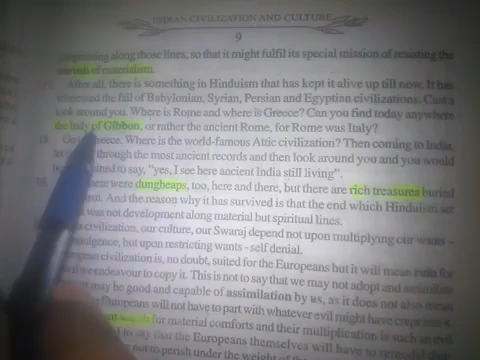 INDIAN CIVILIZATION AND CULTURE
9
progressing along those lines, so that it might fulfil its special mission of resisting the
onrush of materialism.
After all, there is something in Hinduism that has kept it alive up till now. It has
witnessed the fall of Babylonian, Syrian, Persian and Egyptian civilizations. Cast a
look around you. Where is Rome and where is Greece? Can you find today anywhere
the Italy of Gibbon, or rather the ancient Rome, for Rome was Italy?
Go to Greece. Where is the world-famous Attic civilization? Then coming to India,
through the most ancient records and then look around you and you would
to say, "yes, I see here ancient India still living".
there were dungheaps, too, here and there, but there are rich treasures buried
And the reason why it has survived is that the end which Hinduism set
was not development along material but spiritual lines.
civilization, our culture, our Swaraj depend not upon multiplying our wants –
indulgence, but upon restricting wants - self denial.
European civilization is, no doubt, suited for the Europeans but it will mean ruin for
endeavour to copy it. This is not to say that we may not adopt and assimilate
may be good and capable of assimilation by us, as it does not also mean
Europeans will not have to part with whatever evil might have crept into
for material comforts and their multiplication is such an evil
to say that the Europeans themselves will have to
not to perish under the weight of the